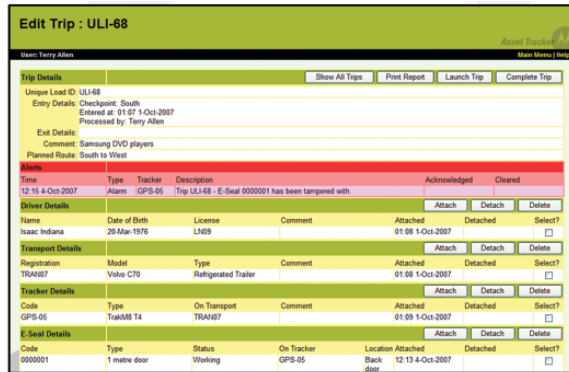 Edit Trip : ULI-68
Asset Tracker
User: Terry Allen Main Menu | Help
Trip Details Show All Trips Print Report Launch Trip Complete Trip
Unique Load ID: ULI-68
Entry Details: Checkpoint: South
Entered at: 01:07 1-Oct-2007
Processed by: Terry Allen
Exit Details:
Comment: Samsung DVD players
Planned Route: South to West
Alerts
Time Type Tracker Description Acknowledged Cleared
12:15 4-Oct-2007 Alarm GPS-05 Trip ULI-68 - E-Seal 0000001 has been tampered with.
Driver Details Attach Detach Delete
Name Date of Birth License Comment Attached Detached Select?
Isaac Indiana 20-Mar-1976 LN09 01:08 1-Oct-2007
Transport Details Attach Detach Delete
Registration Model Type Comment Attached Detached Select?
TRAN07 Volvo C70 Refrigerated Trailer 01:08 1-Oct-2007
Tracker Details Attach Detach Delete
Code Type On Transport Comment Attached Detached Select?
GPS-05 TrakM8 T4 TRAN07 01:09 1-Oct-2007
E-Seal Details Attach Detach Delete
Code Type Status On Tracker Location Attached Detached Select?
0000001 1 metre door Working GPS-05 Back 12:13 4-Oct-2007
door